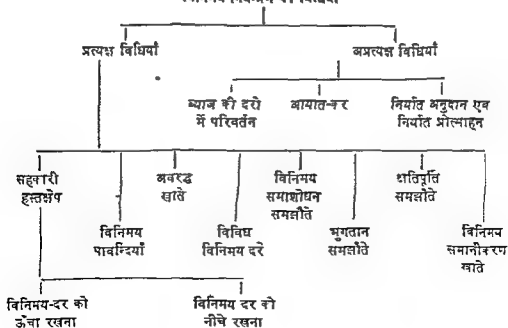 प्रत्यक्ष विधियाँ
अप्रत्यक्ष विधियाँ
ब्याज की दरो
में परिवर्तन
आयात-कर
निर्यात अनुदान एव
निर्यात प्रोत्साहन
सहकारी
हस्तक्षेप
विनिमय
पाबन्दियाँ
अवरुद्ध
खाते
विविध
विनिमय दरें
विनिमय
समाशोधन
समझौते
भुगतान
समझौते
क्षतिपूर्ति
समझौते
विनिमय
समानीकरण
खाते
विनिमय-दर को
ऊँचा रखना
विनिमय दर को
नीचे रखना